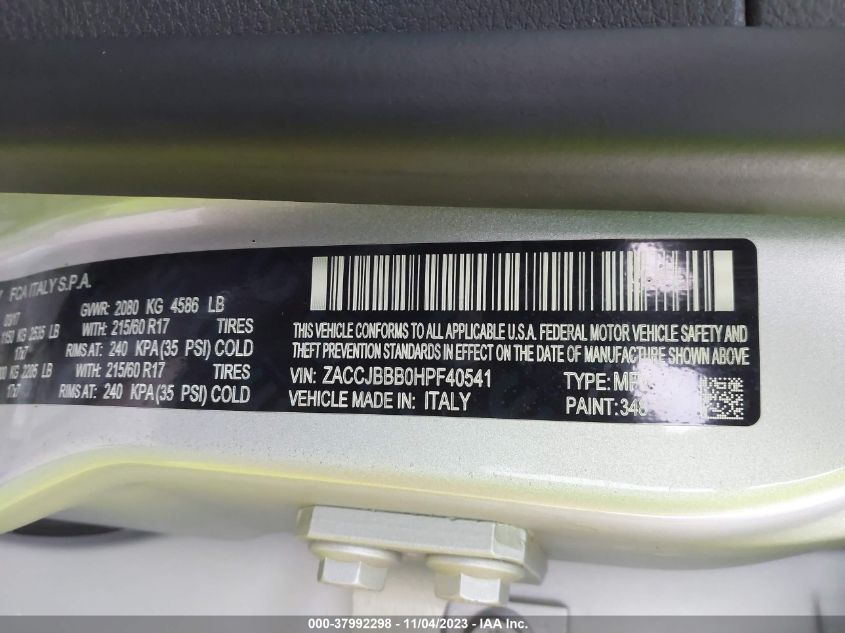 FCA ITALY S.P.A.
GVWR: 2080 KG 4586 LB
WITH: 215/60 R17 TIRES
RIMS AT: 240 KPA(35 PSI) COLD
WITH: 215/60 R17 TIRES
RIMS AT: 240 KPA(35 PSI) COLD
THIS VEHICLE CONFORMS TO ALL APPLICABLE U.S.A. FEDERAL MOTOR VEHICLE SAFETY AND
THEFT PREVENTION STANDARDS IN EFFECT ON THE DATE OF MANUFACTURE SHOWN ABOVE
VIN: ZACCJBBB0HPF40541 TYPE:
VEHICLE MADE IN: ITALY PAINT:
000-37992298 - 11/04/2023 - IAA Inc.